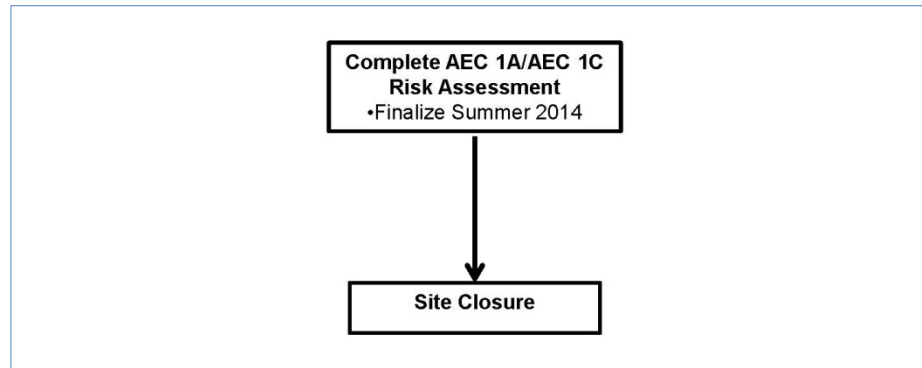 Complete AEC 1A/AEC 1C
Risk Assessment
•Finalize Summer 2014
Site Closure